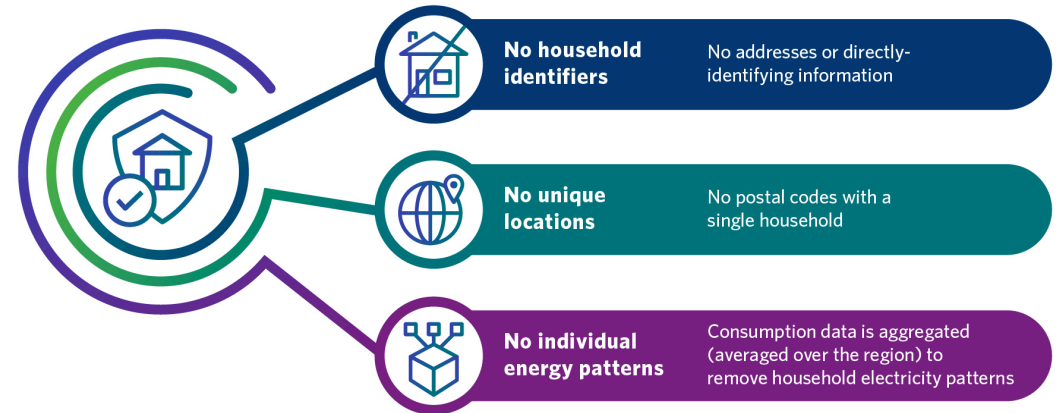 No household
identifiers
No addresses or directly-
identifying information
No unique
locations
No postal codes with a
single household
No individual
energy patterns
Consumption data is aggregated
(averaged over the region) to
remove household electricity patterns